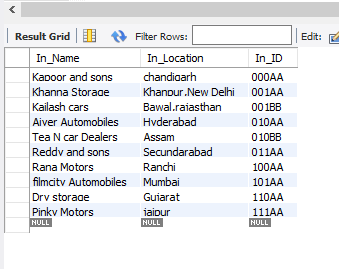 Result Grid Filter Rows: Edit:
In_Name In_Location In_ID
Kapoor and sons chandigarh 000AA
Khanna Storage Khanpur,New Delhi 001AA
Kailash cars Bawal,rajasthan 001BB
Aiyer Automobiles Hyderabad 010AA
Tea N car Dealers Assam 010BB
Reddy and sons Secundarabad 011AA
Rana Motors Ranchi 100AA
filmcity Automobiles Mumbai 101AA
Dry storage Gujarat 110AA
Pinky Motors jaipur 111AA
NULL NULL NULL